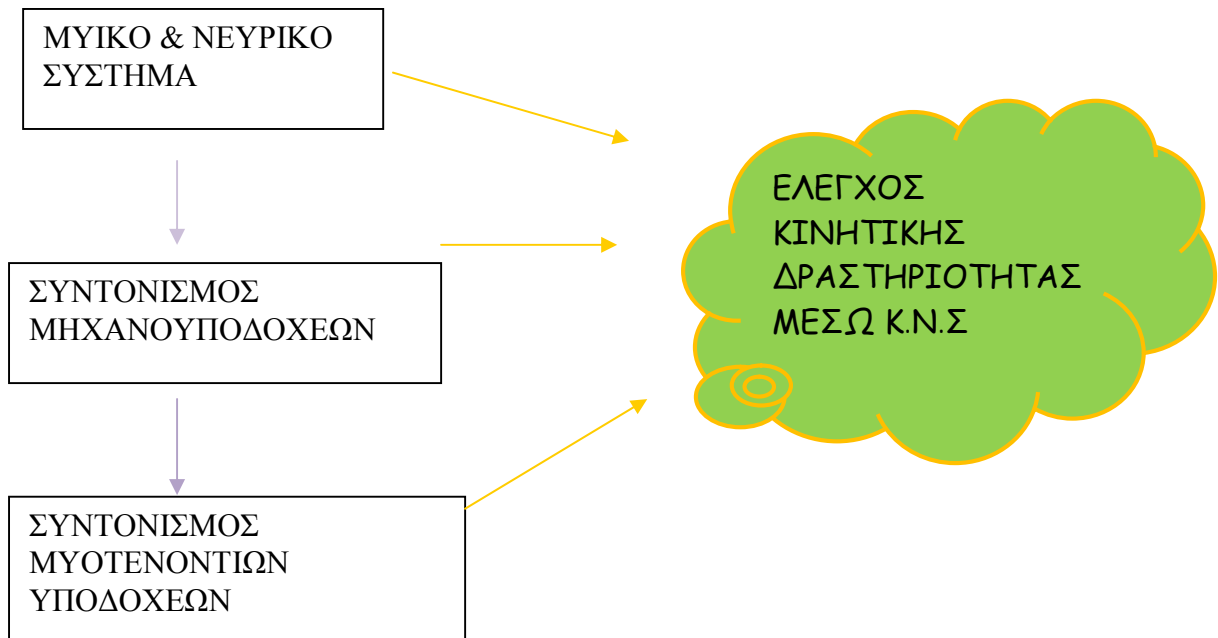 ΜΥΙΚΟ & ΝΕΥΡΙΚΟ
ΣΥΣΤΗΜΑ
ΣΥΝΤΟΝΙΣΜΟΣ
ΜΗΧΑΝΟΥΠΟΔΟΧΕΩΝ
ΣΥΝΤΟΝΙΣΜΟΣ
ΜΥΟΤΕΝΟΝΤΙΩΝ
ΥΠΟΔΟΧΕΩΝ
ΕΛΕΓΧΟΣ
ΚΙΝΗΤΙΚΗΣ
ΔΡΑΣΤΗΡΙΟΤΗΤΑΣ
ΜΕΣΩ Κ.Ν.Σ